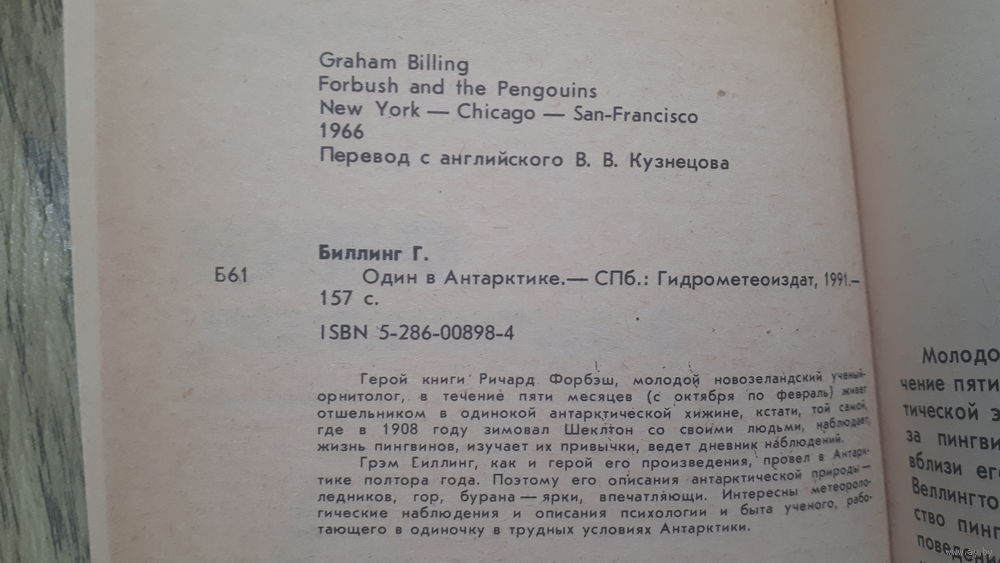 Graham Billing
Forbush and the Pengouins
New York — Chicago — San-Francisco
1966
Перевод с английского В. В. Кузнецова
Биллинг Г.
Б61
Один в Антарктике.— СПб.: Гидрометеоиздат, 1991.—
157 с.
ISBN 5-286-00898-4
Герой книги Ричард Форбэш, молодой новозеландский ученый-
орнитолог, в течение пяти месяцев (с октября по февраль) живет
отшельником в одинокой антарктической хижине, кстати, той самой,
где в 1908 году зимовал Шеклтон со своими людьми, наблюдает,
жизнь пингвинов, изучает их привычки, ведет дневник наблюдений.
Грэм Еиллинг, как и герой его произведения, провел в Антарк-
тике полтора года. Поэтому его описания антарктической природы —
ледников, гор, бурана — ярки, впечатляющи. Интересны метеороло-
гические наблюдения и описания психологии и быта ученого, рабо-
тающего в одиночку в трудных условиях Антарктики.
Молодо
чение пяти
тической э
за пингви
вблизи его
Веллингто
ство пинг
поведение
www.ay.by